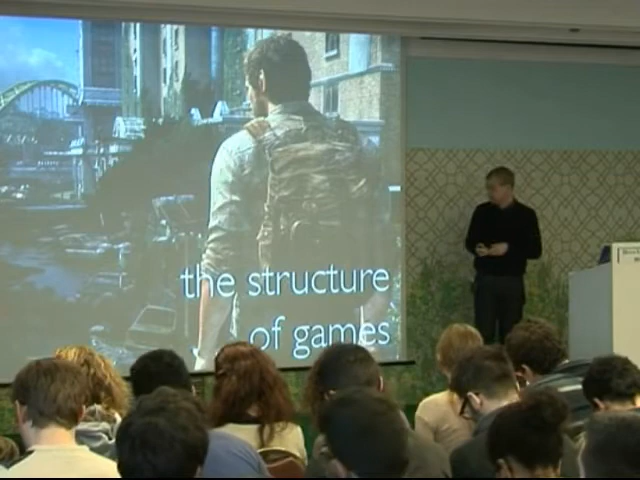 the structure
of games